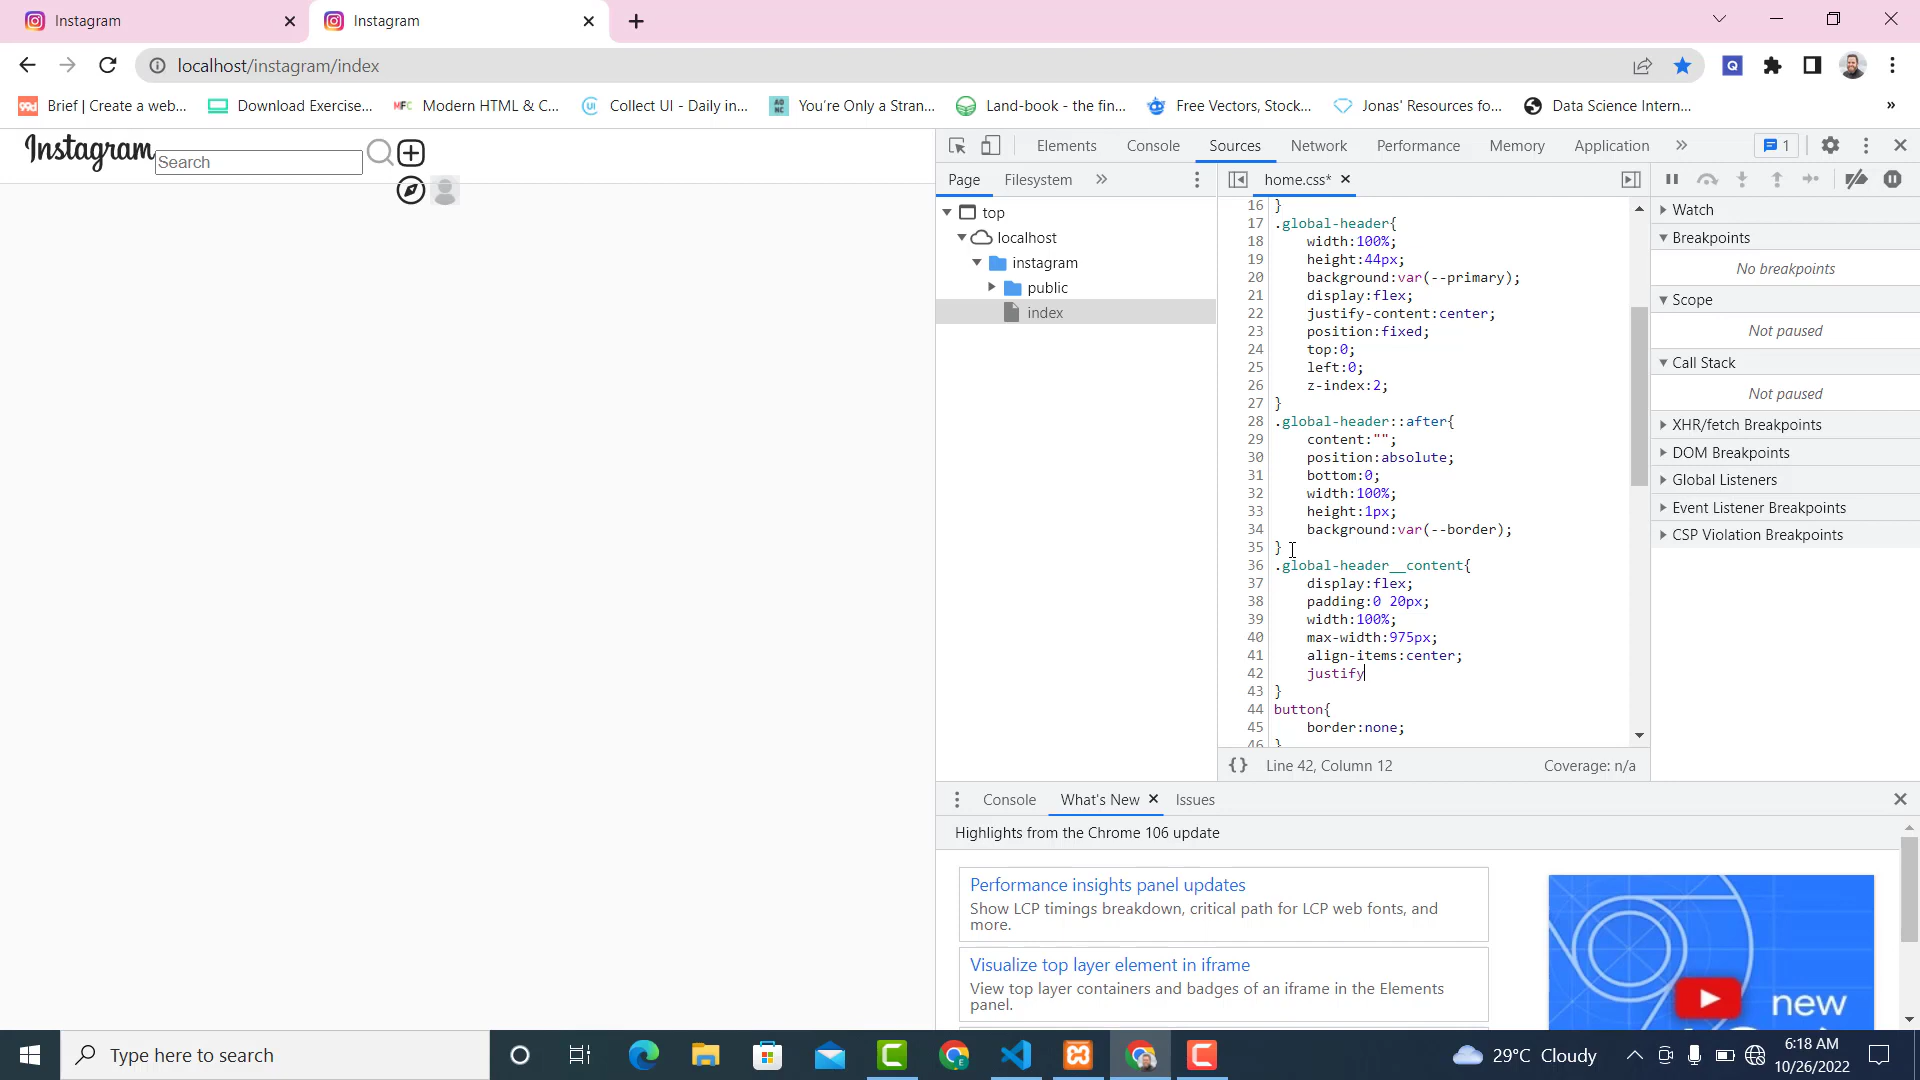 Instagram
Instagram
localhost/instagram/index
Brief | Create a web...
Download Exercise...
Modern HTML & C...
Collect UI - Daily in...
You're Only a Stran...
Land-book - the fin...
Free Vectors, Stock...
Jonas' Resources fo...
Data Science Intern...
»
Instagram
Search
Elements
Console
Sources
Network
Performance
Memory
Application
»
1
Page
Filesystem
»
home.css*
top
localhost
instagram
public
index
16 }
17 .global-header{
18 width:100%;
19 height:44px;
20 background:var(--primary);
21 display:flex;
22 justify-content:center;
23 position:fixed;
24 top:0;
25 left:0;
26 z-index:2;
27 }
28 .global-header::after{
29 content:"";
30 position:absolute;
31 bottom:0;
32 width:100%;
33 height:1px;
34 background:var(--border);
35 }
36 .global-header__content{
37 display:flex;
38 padding:0 20px;
39 width:100%;
40 max-width:975px;
41 align-items:center;
42 justify
43 }
44 button{
45 border:none;
46 }
{} Line 42, Column 12
Coverage: n/a
Watch
Breakpoints
No breakpoints
Scope
Not paused
Call Stack
Not paused
XHR/fetch Breakpoints
DOM Breakpoints
Global Listeners
Event Listener Breakpoints
CSP Violation Breakpoints
Console
What's New
Issues
Highlights from the Chrome 106 update
Performance insights panel updates
Show LCP timings breakdown, critical path for LCP web fonts, and
more.
Visualize top layer element in iframe
View top layer containers and badges of an iframe in the Elements
panel.
new
Type here to search
29°C Cloudy
6:18 AM
10/26/2022